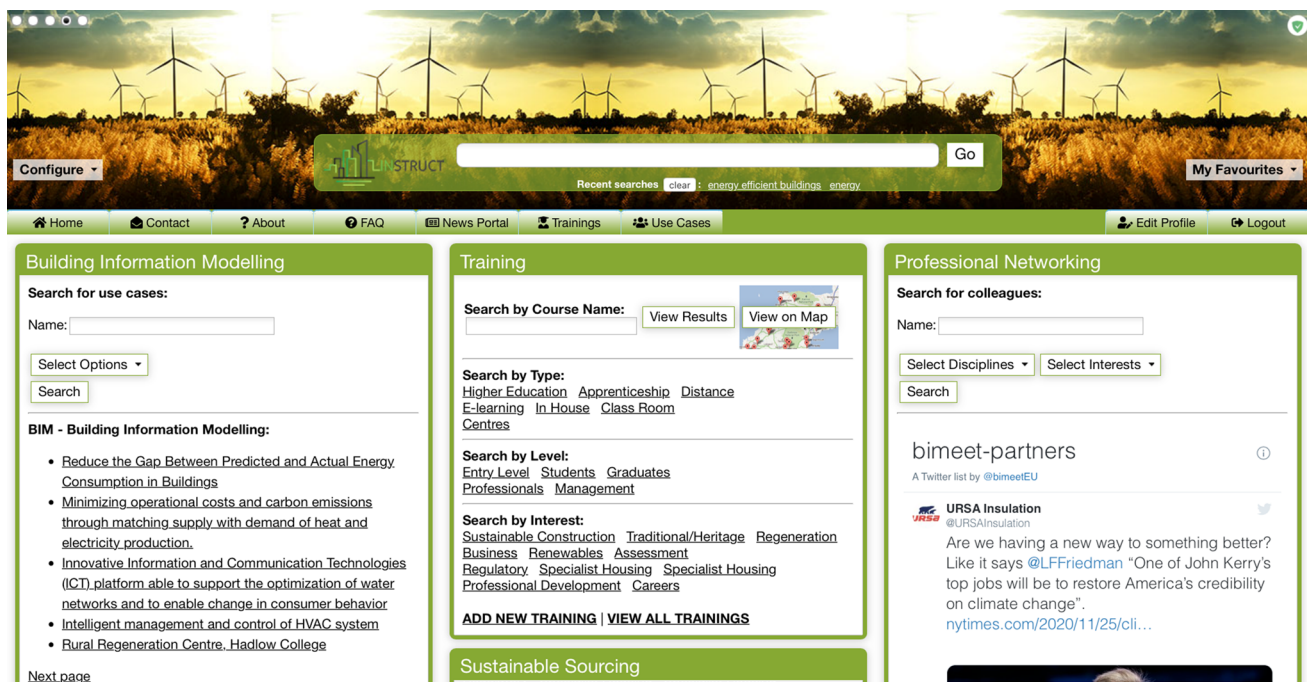 INSTRUCT
Go
Configure
My Favourites
Recent searches clear : energy efficient buildings energy
Home Contact ? About FAQ News Portal Trainings Use Cases Edit Profile Logout
Building Information Modelling
Search for use cases:
Name:
Select Options
Search
BIM - Building Information Modelling:
Reduce the Gap Between Predicted and Actual Energy
Consumption in Buildings
Minimizing operational costs and carbon emissions
through matching supply with demand of heat and
electricity production.
Innovative Information and Communication Technologies
(ICT) platform able to support the optimization of water
networks and to enable change in consumer behavior
Intelligent management and control of HVAC system
Rural Regeneration Centre, Hadlow College
Next page
Training
Search by Course Name:
View Results View on Map
Search by Type:
Higher Education Apprenticeship Distance
E-learning In House Class Room
Centres
Search by Level:
Entry Level Students Graduates
Professionals Management
Search by Interest:
Sustainable Construction Traditional/Heritage Regeneration
Business Renewables Assessment
Regulatory Specialist Housing Specialist Housing
Professional Development Careers
ADD NEW TRAINING | VIEW ALL TRAININGS
Sustainable Sourcing
Professional Networking
Search for colleagues:
Name:
Select Disciplines Select Interests
Search
bimeet-partners
A Twitter list by @bimeetEU
URSA URSA Insulation
@URSAInsulation
Are we having a new way to something better?
Like it says @LFFriedman “One of John Kerry’s
top jobs will be to restore America’s credibility
on climate change”.
nytimes.com/2020/11/25/cli…